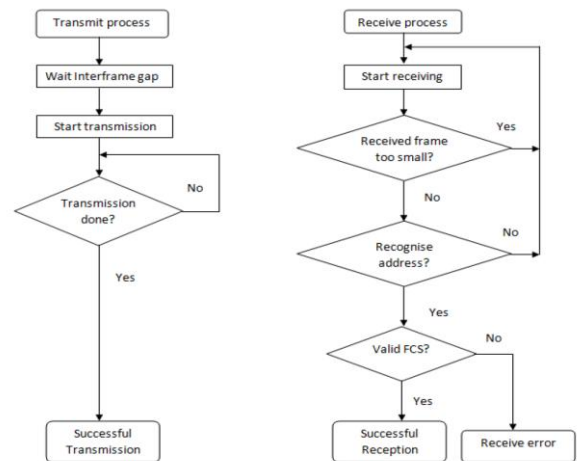 Transmit process
Wait Interframe gap
Start transmission
No
Transmission
done?
Yes
Successful
Transmission
Receive process
Start receiving
Yes
Received frame
too small?
No
No
Recognise
address?
Yes
No
Valid FCS?
Yes
Successful
Reception
Receive error